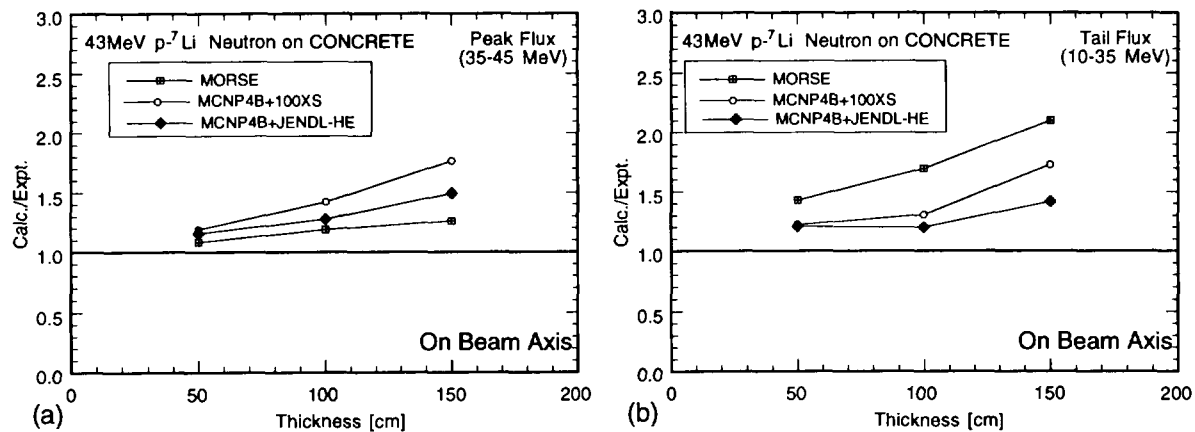 3.0
2.5
2.0
1.5
1.0
0.5
0.0
Calc./Expt.
43MeV p-⁷Li Neutron on CONCRETE
Peak Flux
(35-45 MeV)
MORSE
MCNP4B+100XS
MCNP4B+JENDL-HE
On Beam Axis
0 50 100 150 200
Thickness [cm]
(a)
3.0
2.5
2.0
1.5
1.0
0.5
0.0
Calc./Expt.
43MeV p-⁷Li Neutron on CONCRETE
Tail Flux
(10-35 MeV)
MORSE
MCNP4B+100XS
MCNP4B+JENDL-HE
On Beam Axis
0 50 100 150 200
Thickness [cm]
(b)